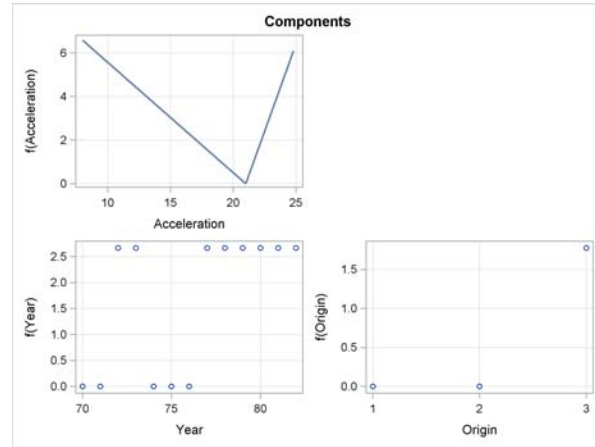 Components
f(Acceleration)
6
4
2
0
10 15 20 25
Acceleration
f(Year)
2.5
2.0
1.5
1.0
0.5
0.0
70 75 80
Year
f(Origin)
1.5
1.0
0.5
0.0
1 2 3
Origin